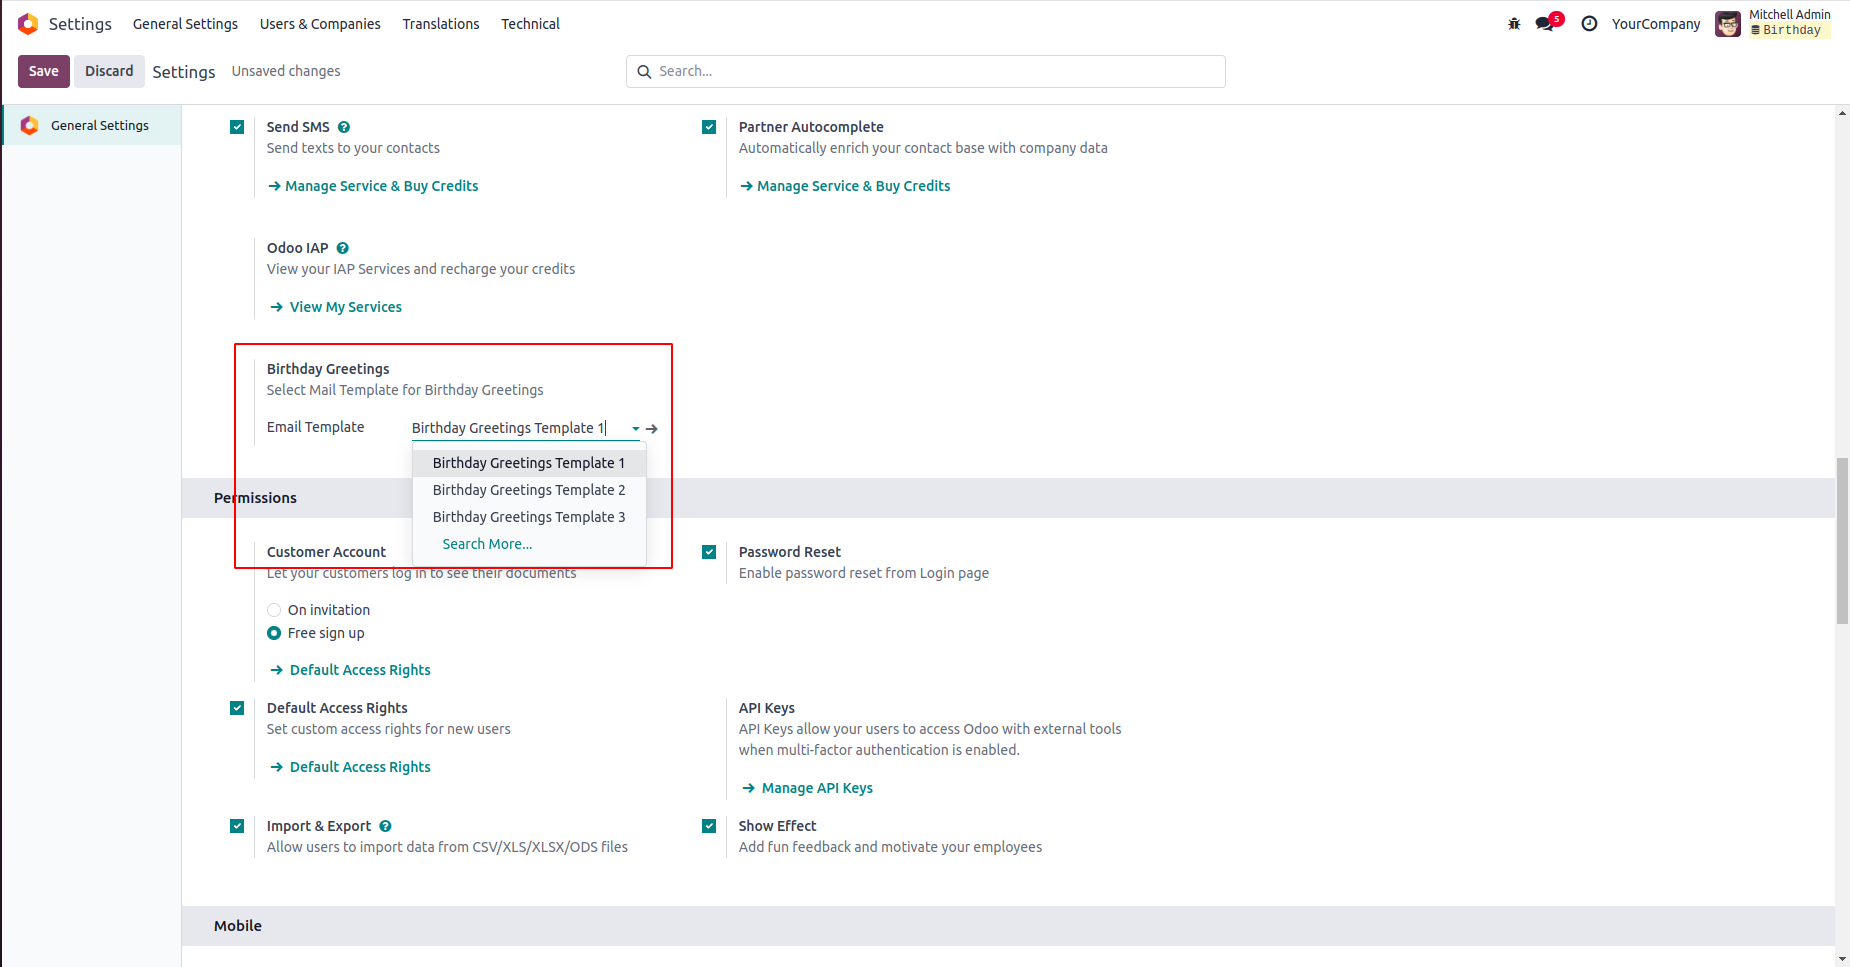 Settings General Settings Users & Companies Translations Technical 5 YourCompany Mitchell Admin
Birthday
Save Discard Settings Unsaved changes Search...
General Settings
Send SMS
Send texts to your contacts
Manage Service & Buy Credits
Partner Autocomplete
Automatically enrich your contact base with company data
Manage Service & Buy Credits
Odoo IAP
View your IAP Services and recharge your credits
View My Services
Birthday Greetings
Select Mail Template for Birthday Greetings
Email Template Birthday Greetings Template 1
Birthday Greetings Template 1
Birthday Greetings Template 2
Birthday Greetings Template 3
Search More...
Permissions
Customer Account
Let your customers log in to see their documents
On invitation
Free sign up
Default Access Rights
Password Reset
Enable password reset from Login page
Default Access Rights
Set custom access rights for new users
Default Access Rights
API Keys
API Keys allow your users to access Odoo with external tools
when multi-factor authentication is enabled.
Manage API Keys
Import & Export
Allow users to import data from CSV/XLS/XLSX/ODS files
Show Effect
Add fun feedback and motivate your employees
Mobile